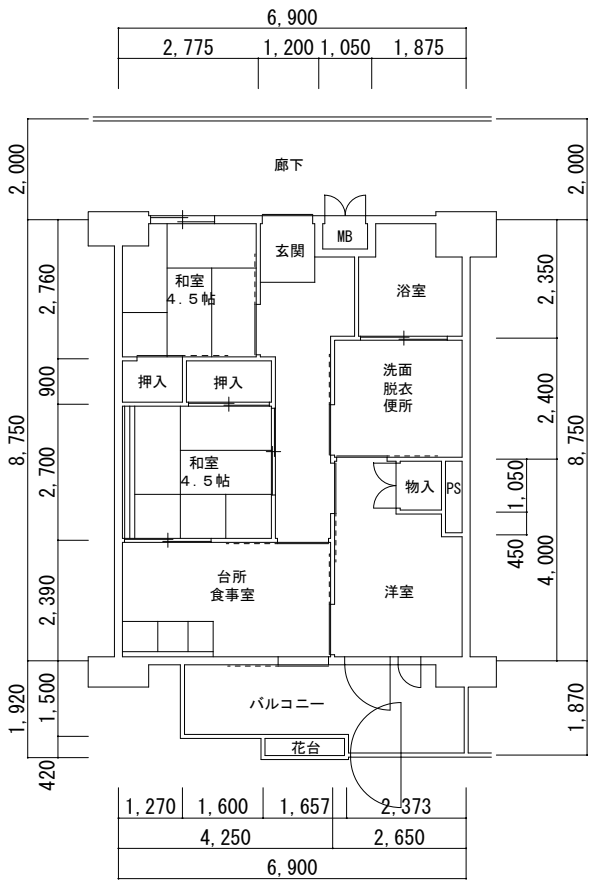 6,900
2,775 1,200 1,050 1,875
2,000
2,000
廊下
玄関
MB
浴室
和室
4.5帖
2,760
2,350
押入
押入
900
洗面
脱衣
便所
2,400
8,750
8,750
和室
4.5帖
2,700
物入
PS
1,050
450
4,000
台所
食事室
洋室
2,390
バルコニー
花台
1,920
1,500
1,870
420
1,270 1,600 1,657 2,373
4,250 2,650
6,900